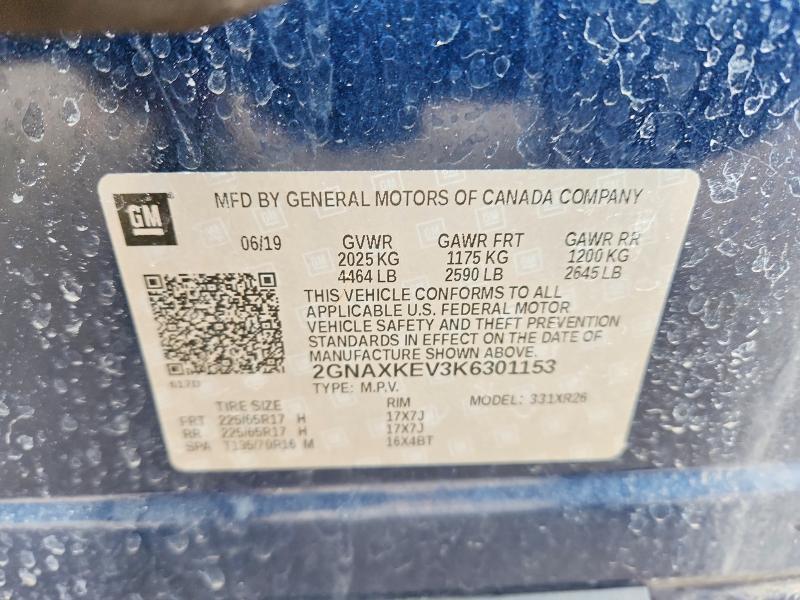 GM
MFD BY GENERAL MOTORS OF CANADA COMPANY
06/19 GVWR GAWR FRT GAWR RR
2025 KG 1175 KG 1200 KG
4464 LB 2590 LB 2645 LB
THIS VEHICLE CONFORMS TO ALL
APPLICABLE U.S. FEDERAL MOTOR
VEHICLE SAFETY AND THEFT PREVENTION
STANDARDS IN EFFECT ON THE DATE OF
MANUFACTURE SHOWN ABOVE.
2GNAXKEV3K6301153
617D TYPE: M.P.V.
TIRE SIZE RIM MODEL: 331XR26
FRT 225/65R17 H 17X7J
RR 225/65R17 H 17X7J
SPA T135/70R16 M 16X4BT